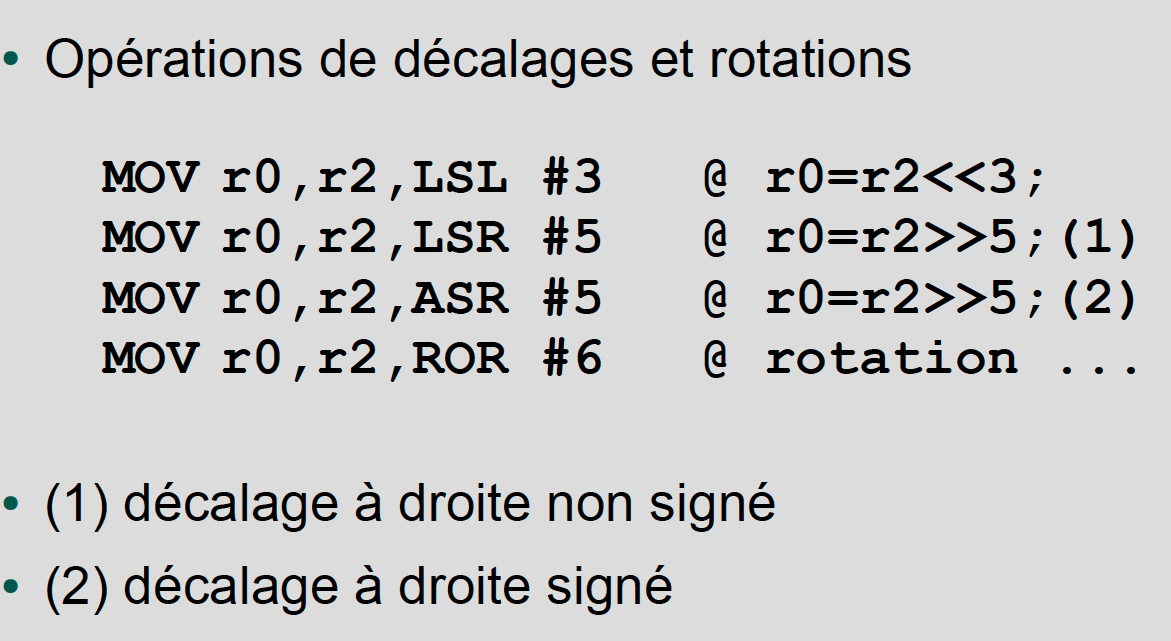 • Opérations de décalages et rotations
MOV r0,r2,LSL #3 @ r0=r2<<3;
MOV r0,r2,LSR #5 @ r0=r2>>5;(1)
MOV r0,r2,ASR #5 @ r0=r2>>5;(2)
MOV r0,r2,ROR #6 @ rotation ...
• (1) décalage à droite non signé
• (2) décalage à droite signé